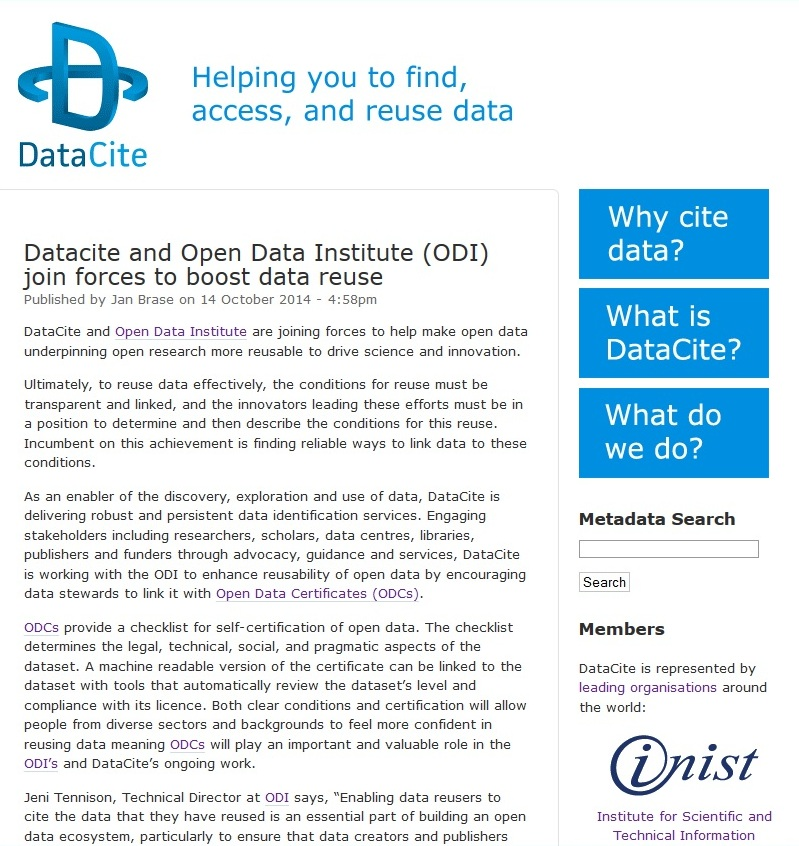 Helping you to find,
access, and reuse data
DataCite
Datacite and Open Data Institute (ODI)
join forces to boost data reuse
Published by Jan Brase on 14 October 2014 - 4:58pm
DataCite and Open Data Institute are joining forces to help make open data
underpinning open research more reusable to drive science and innovation.
Ultimately, to reuse data effectively, the conditions for reuse must be
transparent and linked, and the innovators leading these efforts must be in
a position to determine and then describe the conditions for this reuse.
Incumbent on this achievement is finding reliable ways to link data to these
conditions.
As an enabler of the discovery, exploration and use of data, DataCite is
delivering robust and persistent data identification services. Engaging
stakeholders including researchers, scholars, data centres, libraries,
publishers and funders through advocacy, guidance and services, DataCite
is working with the ODI to enhance reusability of open data by encouraging
data stewards to link it with Open Data Certificates (ODCs).
ODCs provide a checklist for self-certification of open data. The checklist
determines the legal, technical, social, and pragmatic aspects of the
dataset. A machine readable version of the certificate can be linked to the
dataset with tools that automatically review the dataset’s level and
compliance with its licence. Both clear conditions and certification will allow
people from diverse sectors and backgrounds to feel more confident in
reusing data meaning ODCs will play an important and valuable role in the
ODI’s and DataCite’s ongoing work.
Jeni Tennison, Technical Director at ODI says, “Enabling data reusers to
cite the data that they have reused is an essential part of building an open
data ecosystem, particularly to ensure that data creators and publishers
Why cite
data?
What is
DataCite?
What do
we do?
Metadata Search
Search
Members
DataCite is represented by
leading organisations around
the world:
inist
Institute for Scientific and
Technical Information